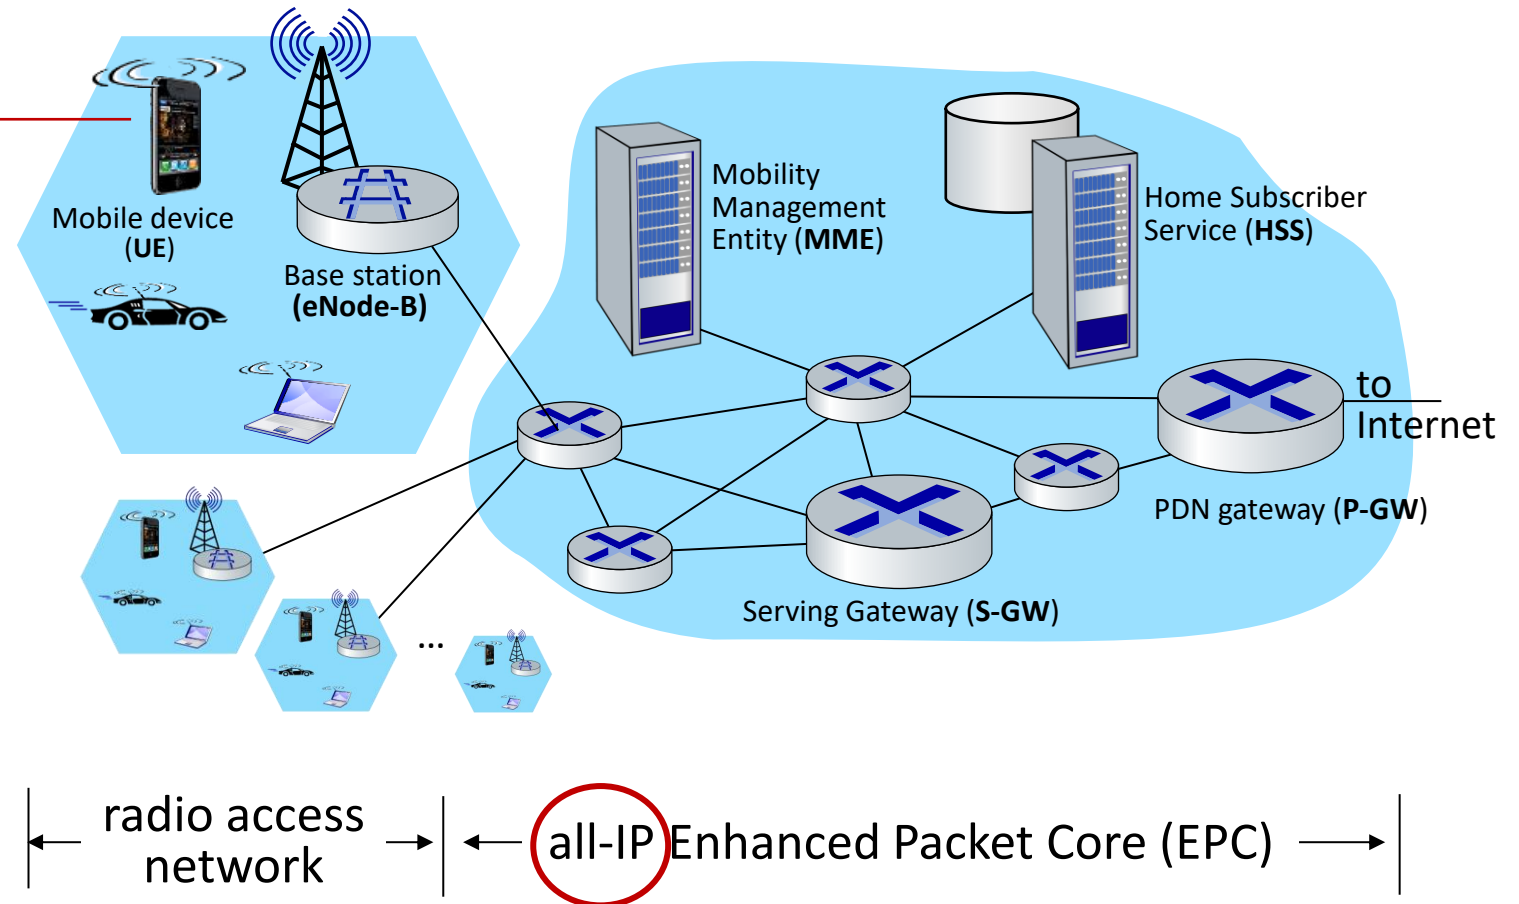 Mobile device
(UE)
Base station
(eNode-B)
Mobility
Management
Entity (MME)
Home Subscriber
Service (HSS)
to
Internet
PDN gateway (P-GW)
Serving Gateway (S-GW)
...
radio access
network
all-IP Enhanced Packet Core (EPC)